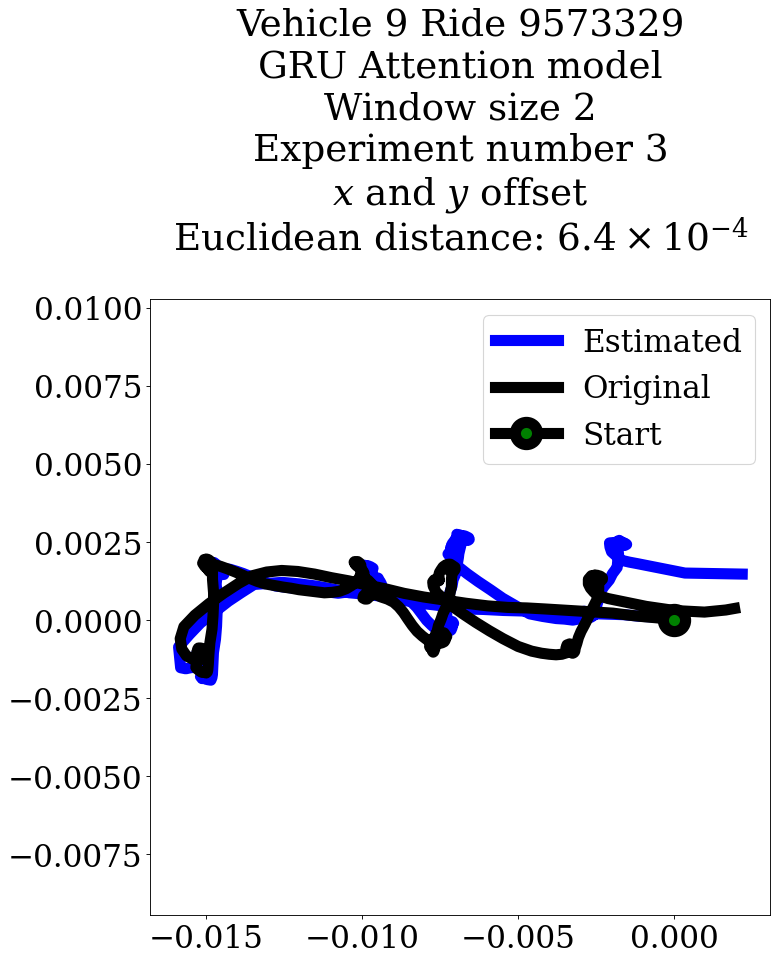 Vehicle 9 Ride 9573329
GRU Attention model
Window size 2
Experiment number 3
x and y offset
Euclidean distance: 6.4 × 10⁻⁴
Estimated
Original
Start
0.0100
0.0075
0.0050
0.0025
0.0000
−0.0025
−0.0050
−0.0075
−0.015 −0.010 −0.005 0.000